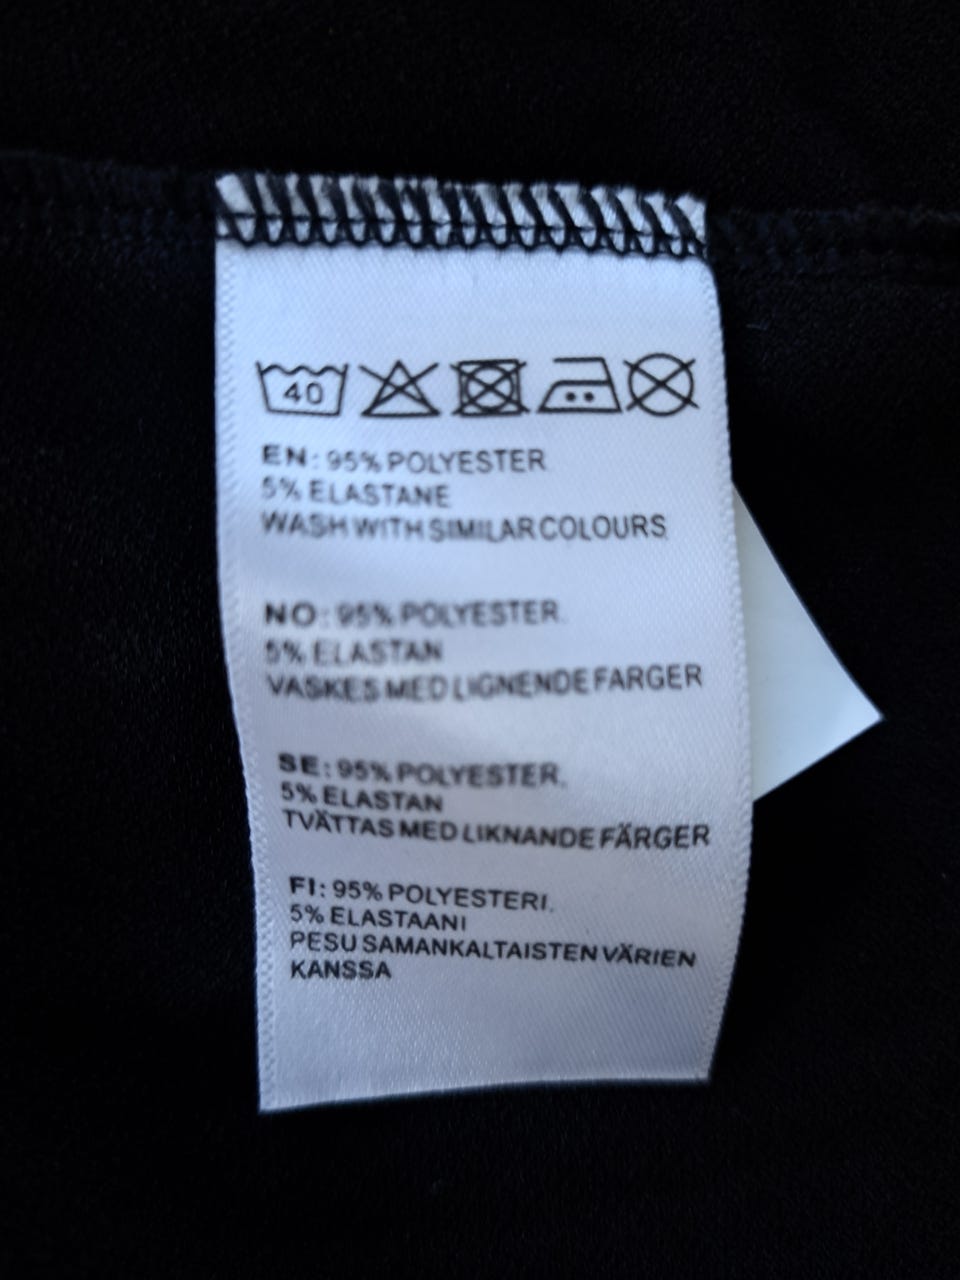 40
EN: 95% POLYESTER
5% ELASTANE
WASH WITH SIMILAR COLOURS
NO: 95% POLYESTER.
5% ELASTAN
VASKES MED LIGNENDE FARGER
SE: 95% POLYESTER.
5% ELASTAN
TVÄTTAS MED LIKNANDE FÄRGER
FI: 95% POLYESTERI.
5% ELASTAANI
PESU SAMANKALTAISTEN VÄRIEN
KANSSA